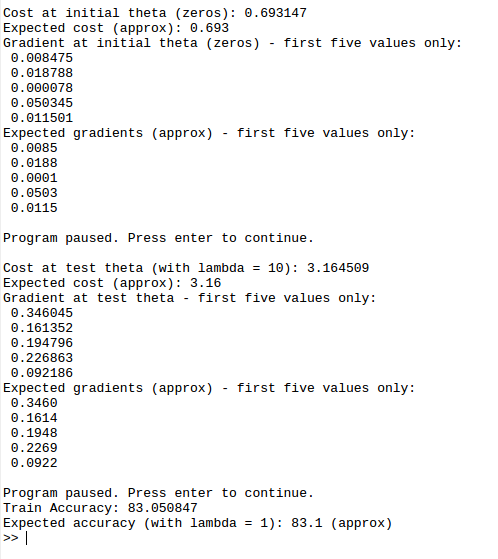 Cost at initial theta (zeros): 0.693147
Expected cost (approx): 0.693
Gradient at initial theta (zeros) - first five values only:
0.008475
0.018788
0.000078
0.050345
0.011501
Expected gradients (approx) - first five values only:
0.0085
0.0188
0.0001
0.0503
0.0115
Program paused. Press enter to continue.
Cost at test theta (with lambda = 10): 3.164509
Expected cost (approx): 3.16
Gradient at test theta - first five values only:
0.346045
0.161352
0.194796
0.226863
0.092186
Expected gradients (approx) - first five values only:
0.3460
0.1614
0.1948
0.2269
0.0922
Program paused. Press enter to continue.
Train Accuracy: 83.050847
Expected accuracy (with lambda = 1): 83.1 (approx)
>>